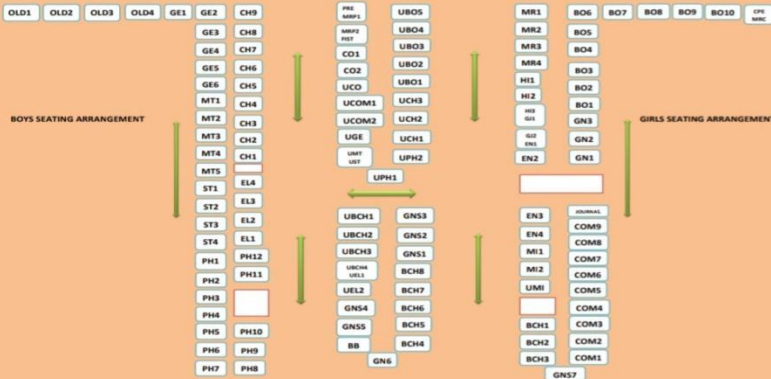 OLD1 OLD2 OLD3 OLD4 GE1 GE2 CH9
GE3 CH8
GE4 CH7
GE5 CH6
GE6 CH5
MT1 CH4
MT2 CH3
MT3 CH2
MT4 CH1
MT5
ST1 EL4
ST2 EL3
ST3 EL2
ST4 EL1
PH1 PH12
PH2 PH11
PH3
PH4
PH5 PH10
PH6 PH9
PH7 PH8
BOYS SEATING ARRANGEMENT
PRE
MRP1
MRP2
FIST
CO1
CO2
UCO
UCOM1
UCOM2
UGE
UMT
UST
UPH1
UBO5
UBO4
UBO3
UBO2
UBO1
UCH3
UCH2
UCH1
UPH2
UBCH1 GNS3
UBCH2 GNS2
UBCH3 GNS1
UBCH4
UEL1
BCH8
UEL2 BCH7
GNS4 BCH6
GNS5 BCH5
BB BCH4
GN6
MR1
MR2
MR3
MR4
HI1
HI2
HI3
GJ1
GJ2
EN1
EN2
BO6 BO7 BO8 BO9 BO10
CPE
MRC
BO5
BO4
BO3
BO2
BO1
GN3
GN2
GN1
GIRLS SEATING ARRANGEMENT
EN3
EN4
MI1
MI2
UMI
BCH1
BCH2
BCH3
JOURNAL
COM9
COM8
COM7
COM6
COM5
COM4
COM3
COM2
COM1
GNS7